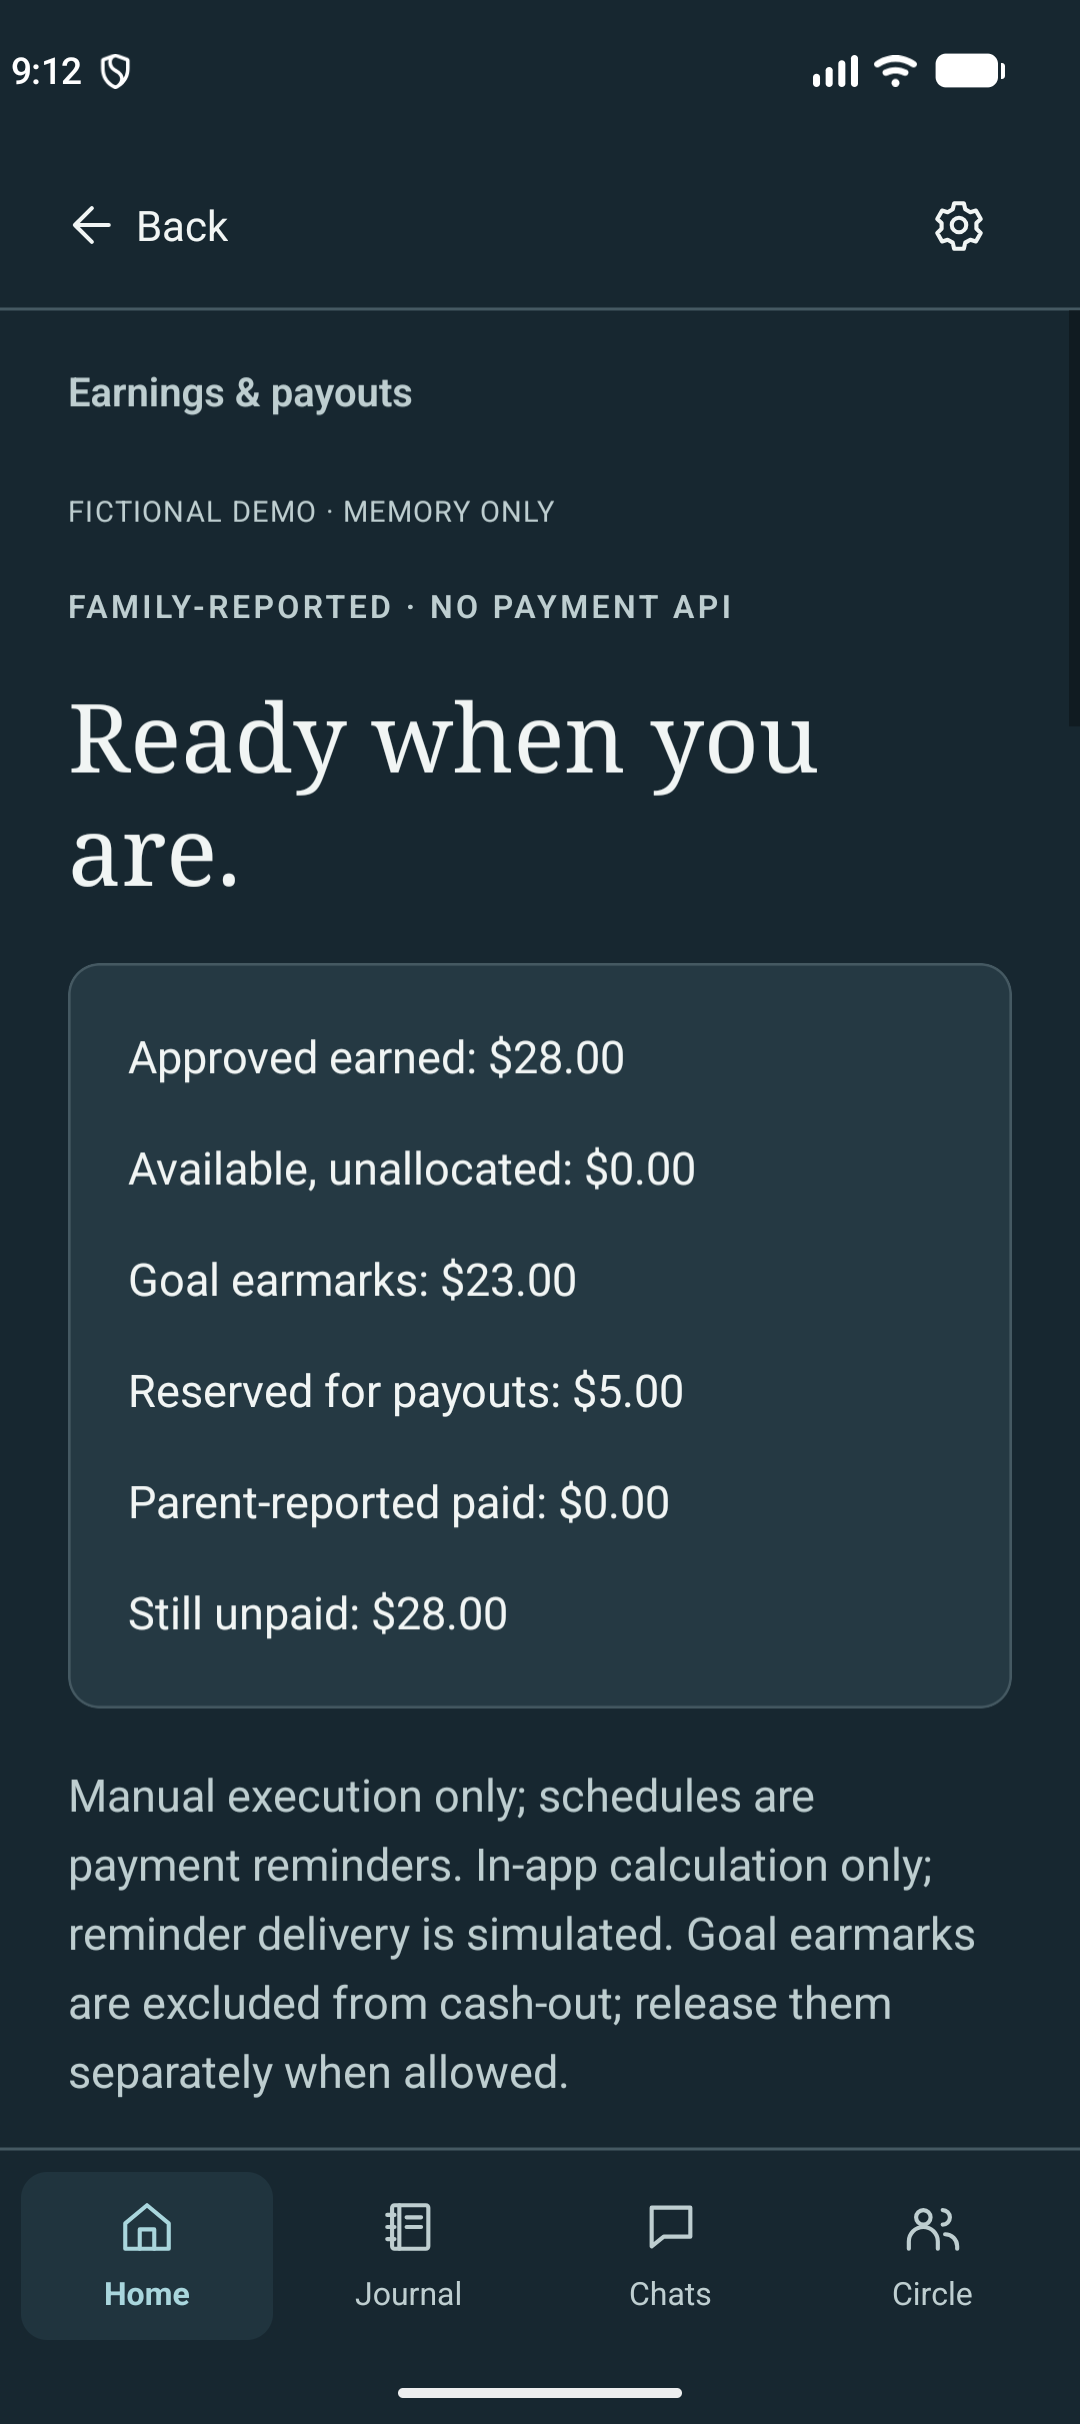 9:12
Back
Earnings & payouts
FICTIONAL DEMO · MEMORY ONLY
FAMILY-REPORTED · NO PAYMENT API
Ready when you
are.
Approved earned: $28.00
Available, unallocated: $0.00
Goal earmarks: $23.00
Reserved for payouts: $5.00
Parent-reported paid: $0.00
Still unpaid: $28.00
Manual execution only; schedules are
payment reminders. In-app calculation only;
reminder delivery is simulated. Goal earmarks
are excluded from cash-out; release them
separately when allowed.
Home
Journal
Chats
Circle